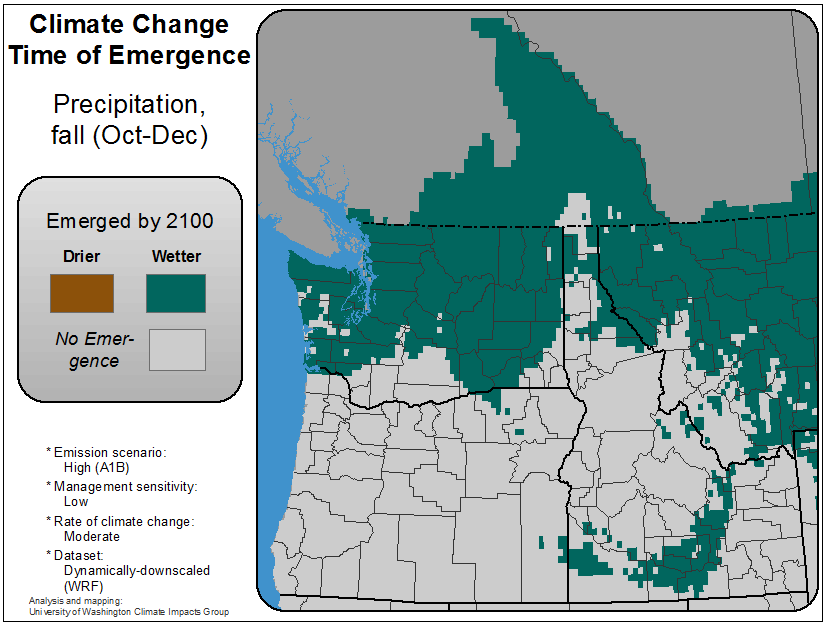 Climate Change
Time of Emergence
Precipitation,
fall (Oct-Dec)
Emerged by 2100
Drier Wetter
No Emer-
gence
* Emission scenario:
High (A1B)
* Management sensitivity:
Low
* Rate of climate change:
Moderate
* Dataset:
Dynamically-downscaled
(WRF)
Analysis and mapping:
University of Washington Climate Impacts Group